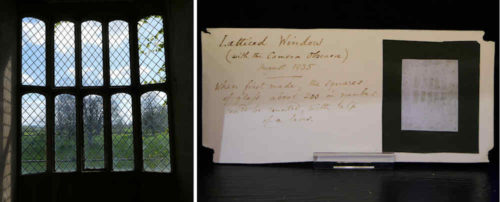 Latticed Window
(with the Camera Obscura)
August 1835
When first made, the squares
of glass about 200 in number
could be counted, with help
of a lens.